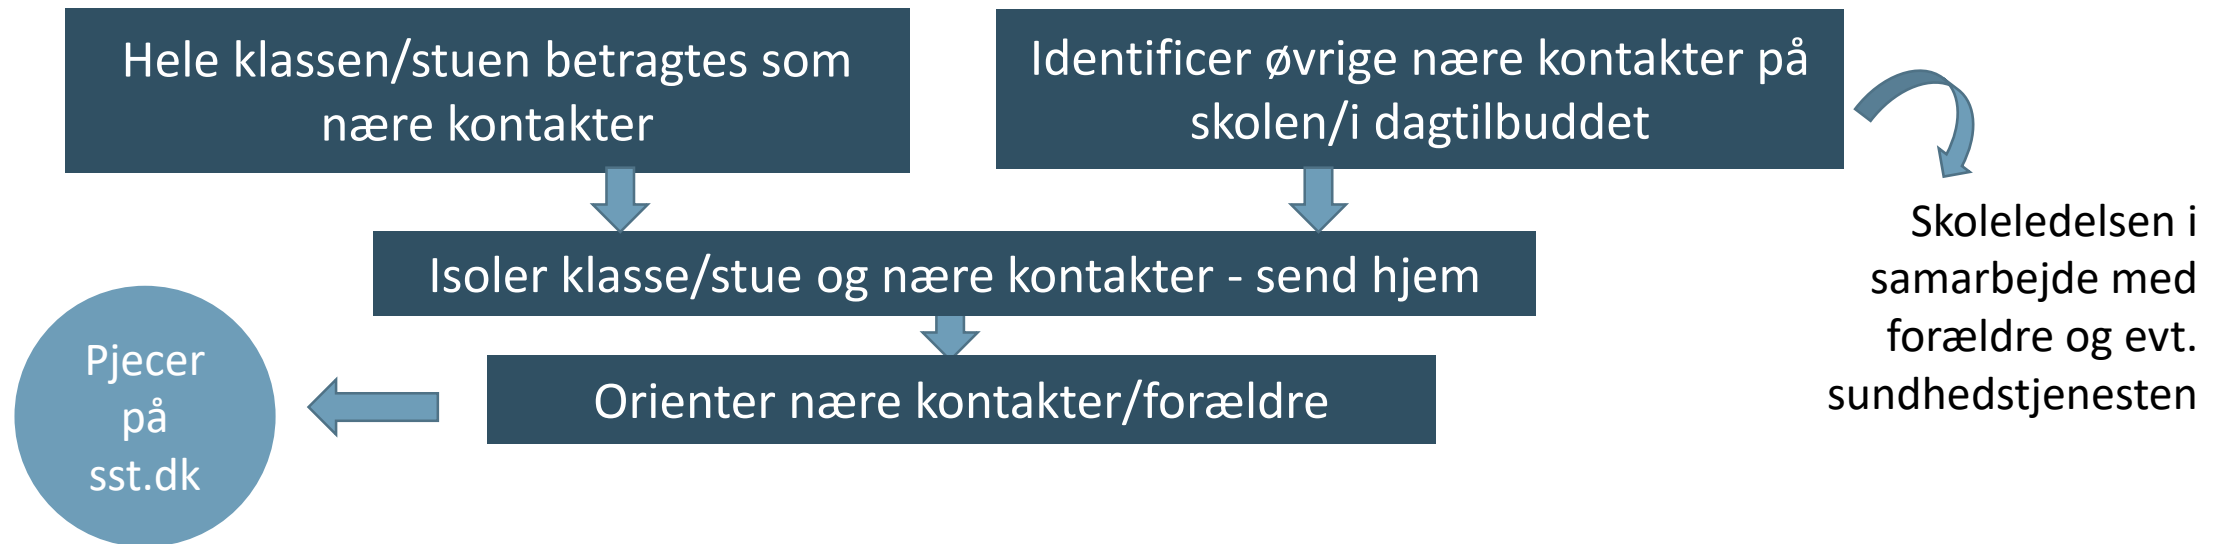 Hele klassen/stuen betragtes som
nære kontakter
Identificer øvrige nære kontakter på
skolen/i dagtilbuddet
Skoleledelsen i
samarbejde med
forældre og evt.
sundhedstjenesten
Isoler klasse/stue og nære kontakter - send hjem
Orienter nære kontakter/forældre
Pjecer
på
sst.dk